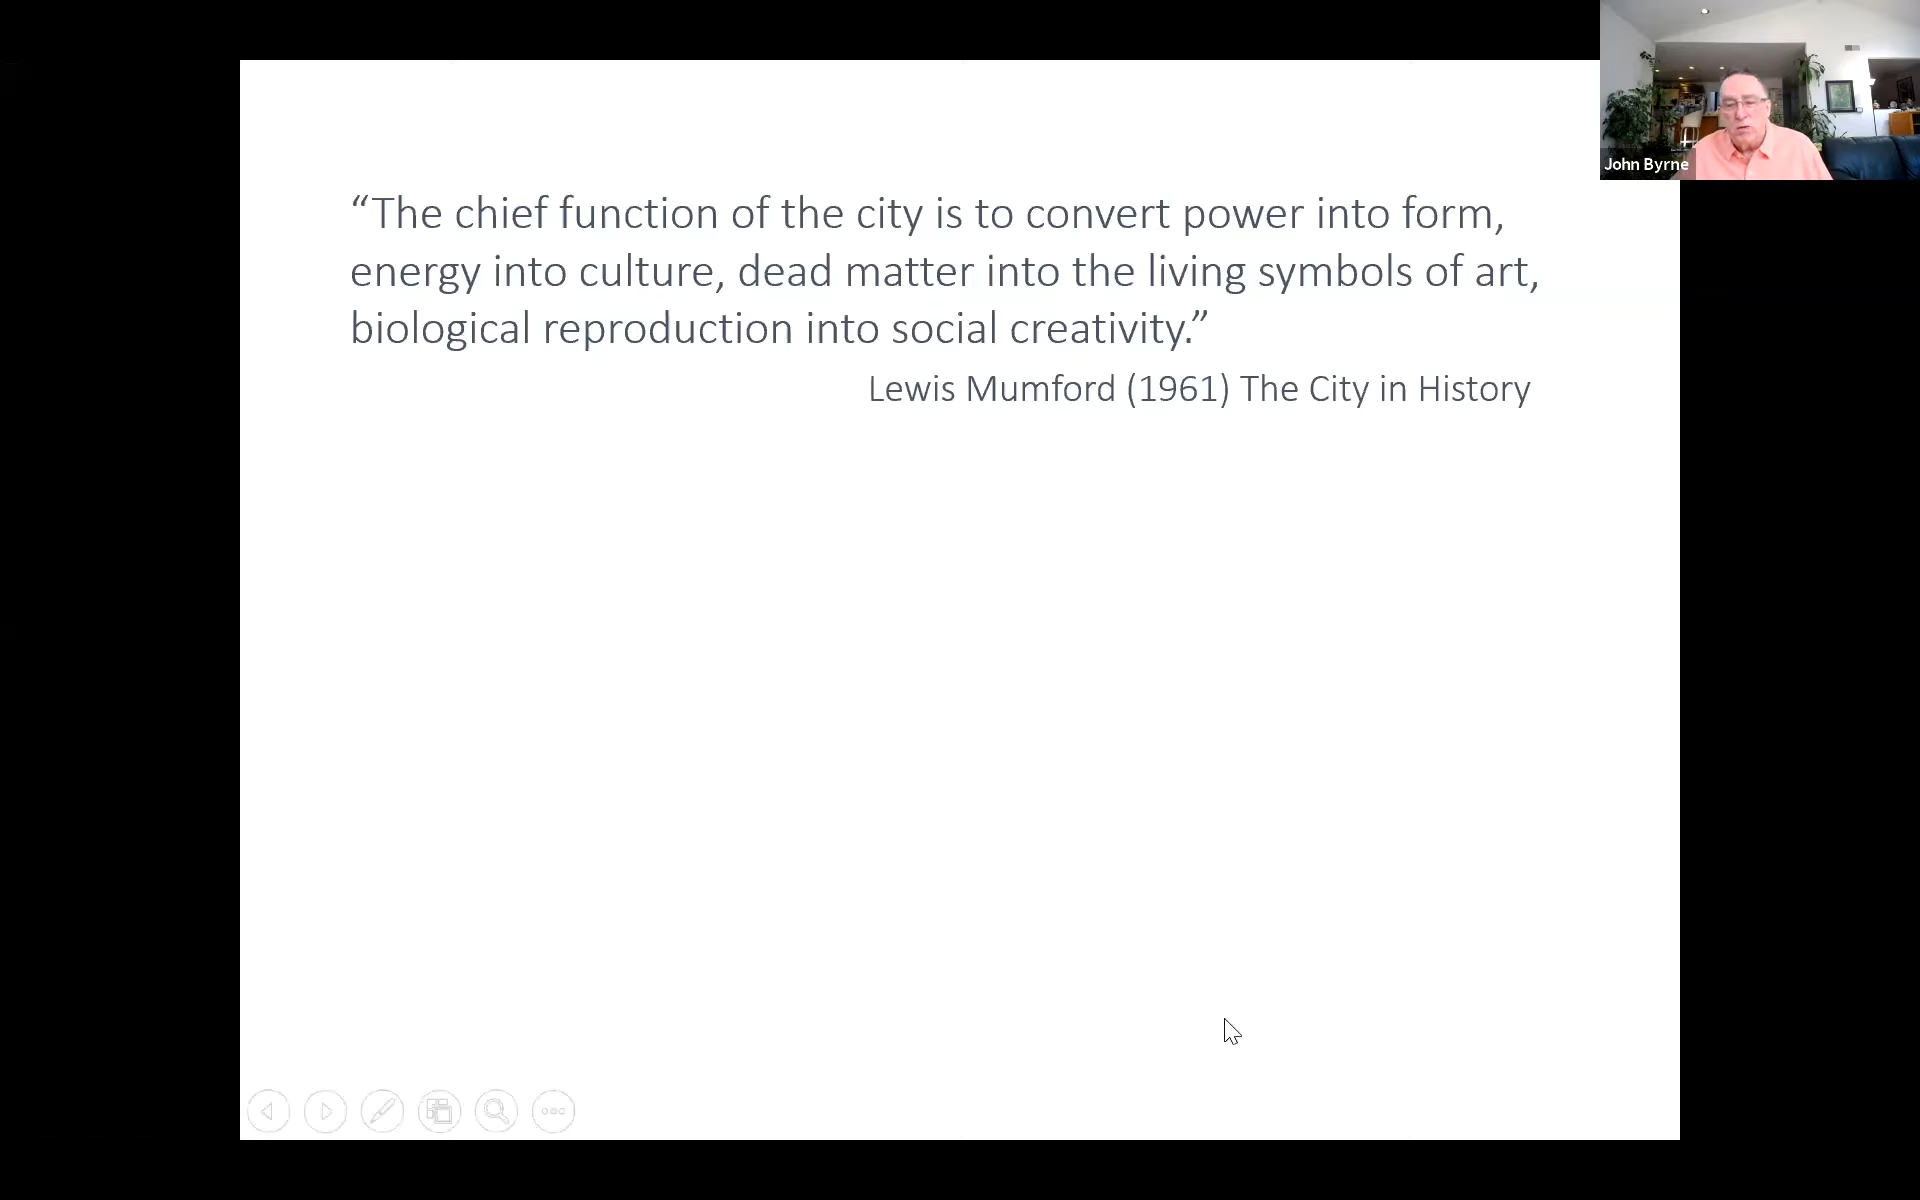 “The chief function of the city is to convert power into form,
energy into culture, dead matter into the living symbols of art,
biological reproduction into social creativity.”
Lewis Mumford (1961) The City in History
John Byrne